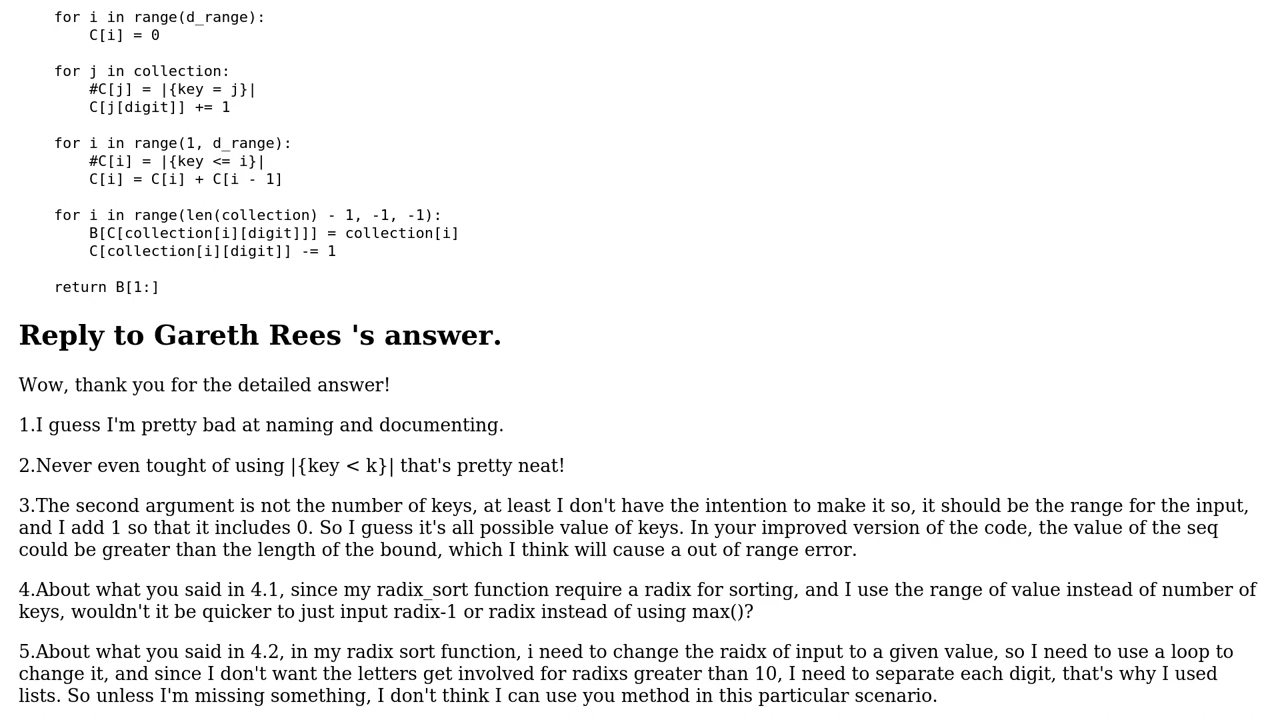 for i in range(d_range):
    C[i] = 0

for j in collection:
    #C[j] = |{key = j}|
    C[j[digit]] += 1

for i in range(1, d_range):
    #C[i] = |{key <= i}|
    C[i] = C[i] + C[i - 1]

for i in range(len(collection) - 1, -1, -1):
    B[C[collection[i][digit]]] = collection[i]
    C[collection[i][digit]] -= 1

return B[1:]
Reply to Gareth Rees 's answer.
Wow, thank you for the detailed answer!
1.I guess I'm pretty bad at naming and documenting.
2.Never even tought of using |{key < k}| that's pretty neat!
3.The second argument is not the number of keys, at least I don't have the intention to make it so, it should be the range for the input,
and I add 1 so that it includes 0. So I guess it's all possible value of keys. In your improved version of the code, the value of the seq
could be greater than the length of the bound, which I think will cause a out of range error.
4.About what you said in 4.1, since my radix_sort function require a radix for sorting, and I use the range of value instead of number of
keys, wouldn't it be quicker to just input radix-1 or radix instead of using max()?
5.About what you said in 4.2, in my radix sort function, i need to change the raidx of input to a given value, so I need to use a loop to
change it, and since I don't want the letters get involved for radixs greater than 10, I need to separate each digit, that's why I used
lists. So unless I'm missing something, I don't think I can use you method in this particular scenario.